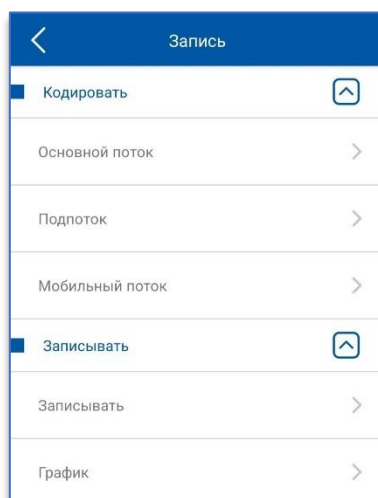 Запись
Кодировать
Основной поток
Подпоток
Мобильный поток
Записывать
Записывать
График